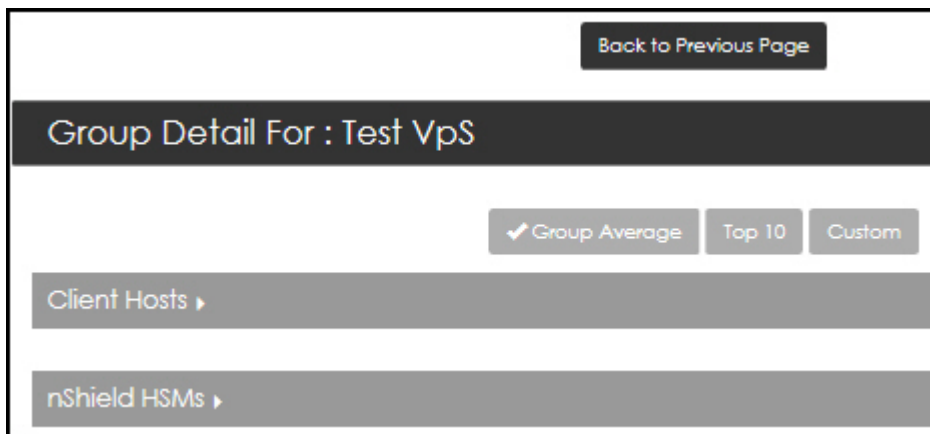 Back to Previous Page
Group Detail For : Test VpS
✔ Group Average Top 10 Custom
Client Hosts ▸
nShield HSMs ▸